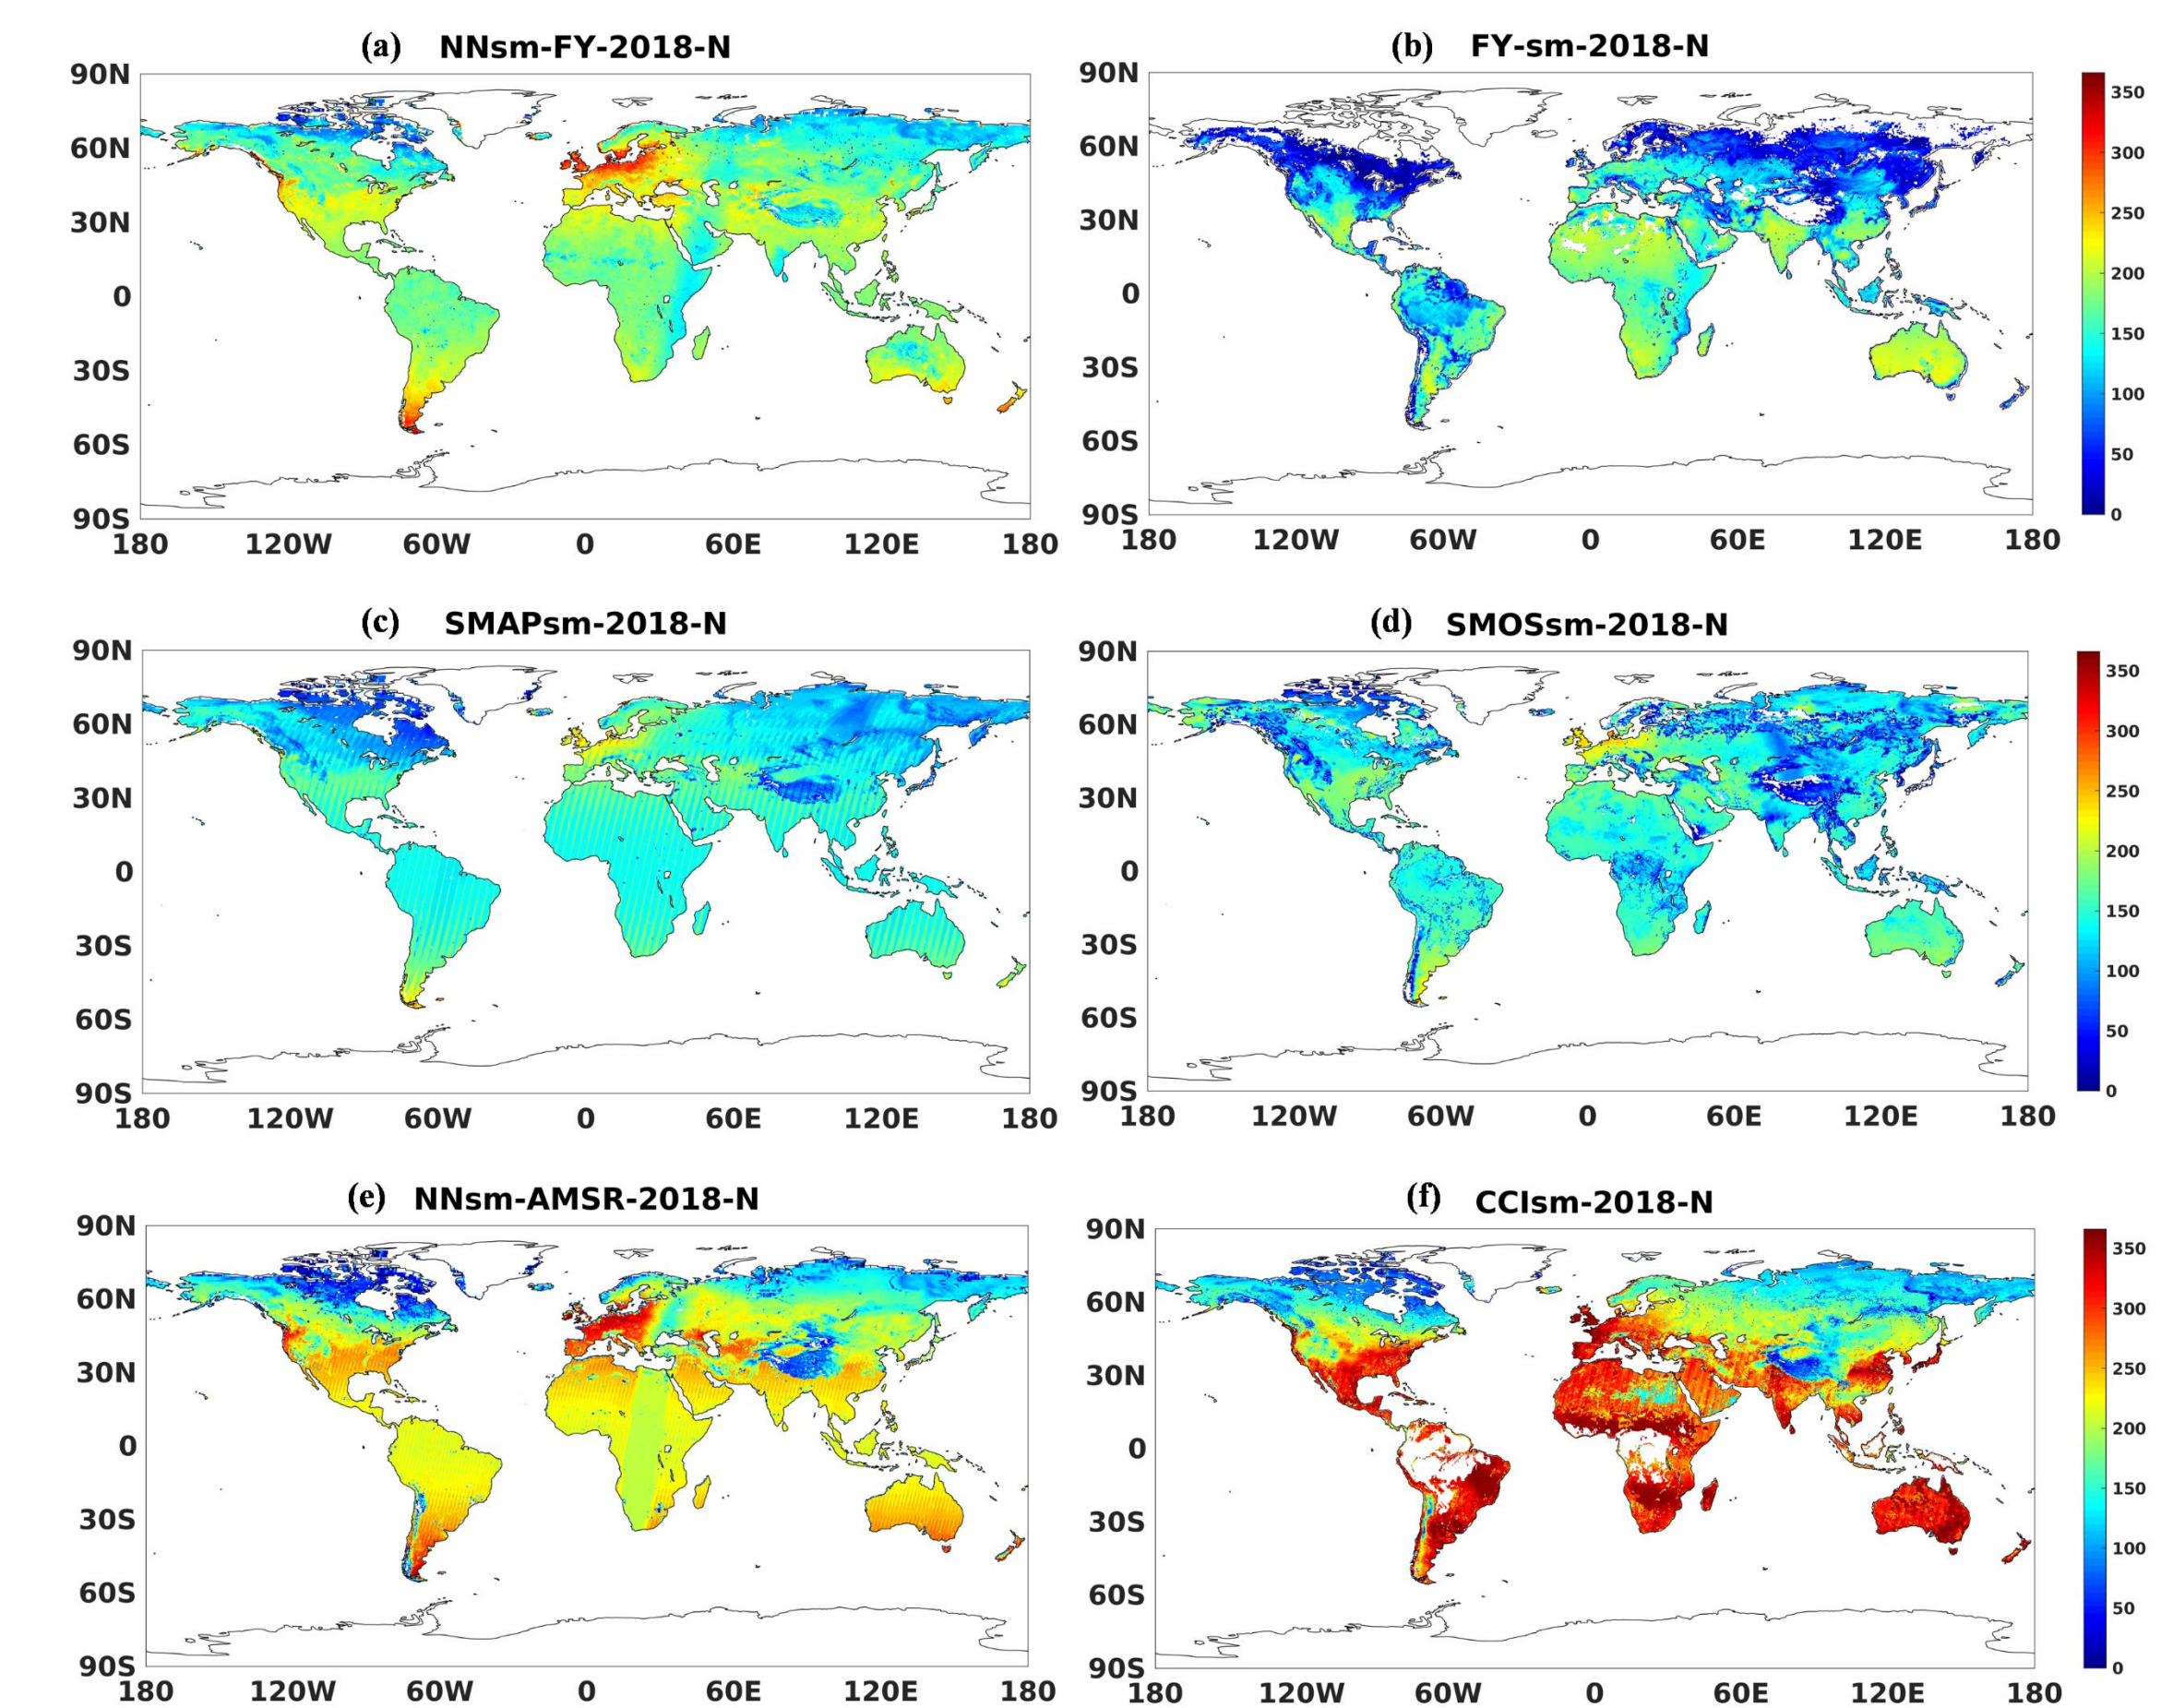 (a) NNsm-FY-2018-N
90N
60N
30N
0
30S
60S
90S
180 120W 60W 0 60E 120E 180
(b) FY-sm-2018-N
90N
60N
30N
0
30S
60S
90S
180 120W 60W 0 60E 120E 180
350
300
250
200
150
100
50
0
(c) SMAPsm-2018-N
90N
60N
30N
0
30S
60S
90S
180 120W 60W 0 60E 120E 180
(d) SMOSsm-2018-N
90N
60N
30N
0
30S
60S
90S
180 120W 60W 0 60E 120E 180
350
300
250
200
150
100
50
0
(e) NNsm-AMSR-2018-N
90N
60N
30N
0
30S
60S
90S
180 120W 60W 0 60E 120E 180
(f) CCIsm-2018-N
90N
60N
30N
0
30S
60S
90S
180 120W 60W 0 60E 120E 180
350
300
250
200
150
100
50
0